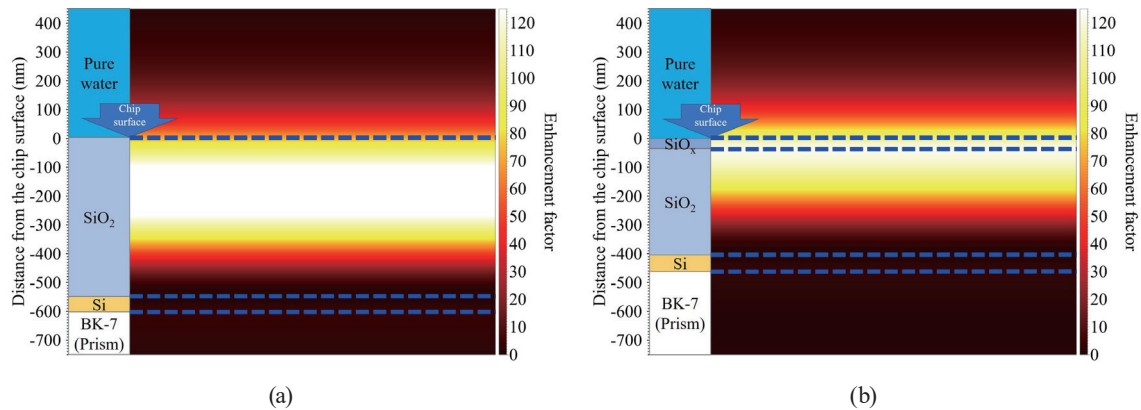 400
300
200
100
0
-100
-200
-300
-400
-500
-600
-700
Distance from the chip surface (nm)
Pure
water
Chip
surface
SiO2
Si
BK-7
(Prism)
120
110
100
90
80
70
60
50
40
30
20
10
0
Enhancement factor
(a)
400
300
200
100
0
-100
-200
-300
-400
-500
-600
-700
Distance from the chip surface (nm)
Pure
water
Chip
surface
SiOx
SiO2
Si
BK-7
(Prism)
120
110
100
90
80
70
60
50
40
30
20
10
0
Enhancement factor
(b)